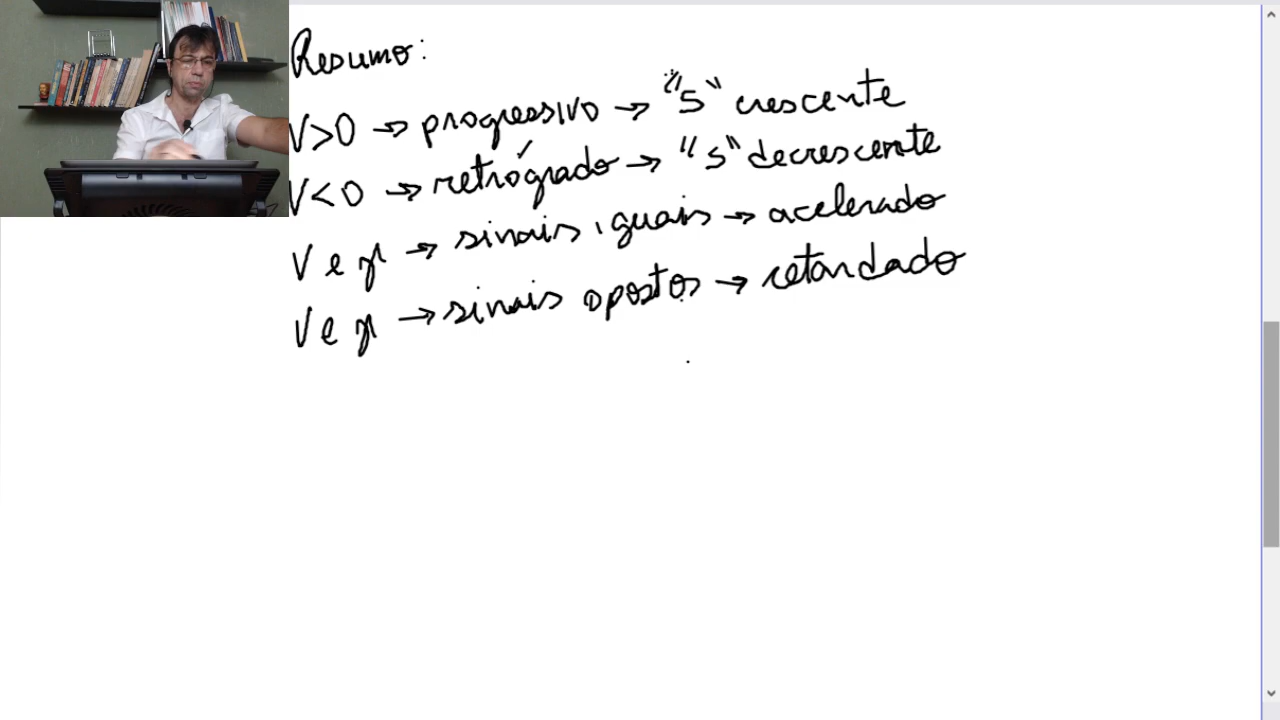 Resumo:
V>0 → progressivo → "S" crescente
V<0 → retrógrado → "s" decrescente
V e γ → sinais iguais → acelerado
V e γ → sinais opostos → retardado